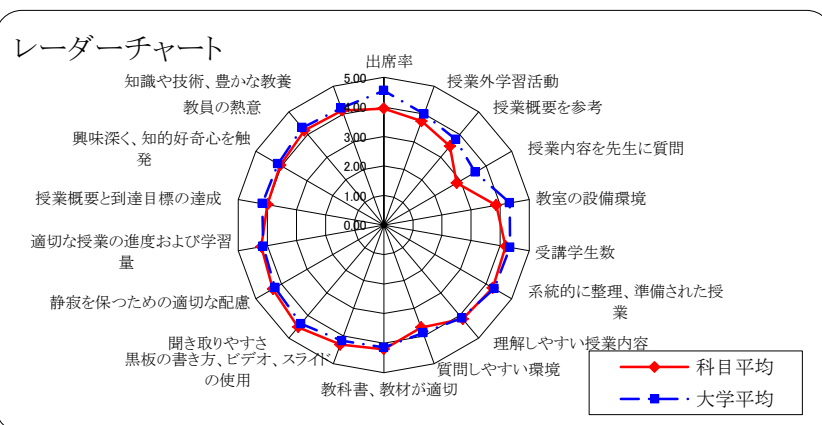 レーダーチャート
出席率
授業外学習活動
授業概要を参考
授業内容を先生に質問
教室の設備環境
受講学生数
系統的に整理、準備された授
業
理解しやすい授業内容
質問しやすい環境
教科書、教材が適切
黒板の書き方、ビデオ、スライド
の使用
聞き取りやすさ
静寂を保つための適切な配慮
適切な授業の進度および学習
量
授業概要と到達目標の達成
興味深く、知的好奇心を触
発
教員の熱意
知識や技術、豊かな教養
5.00
4.00
3.00
2.00
1.00
0.00
科目平均
大学平均